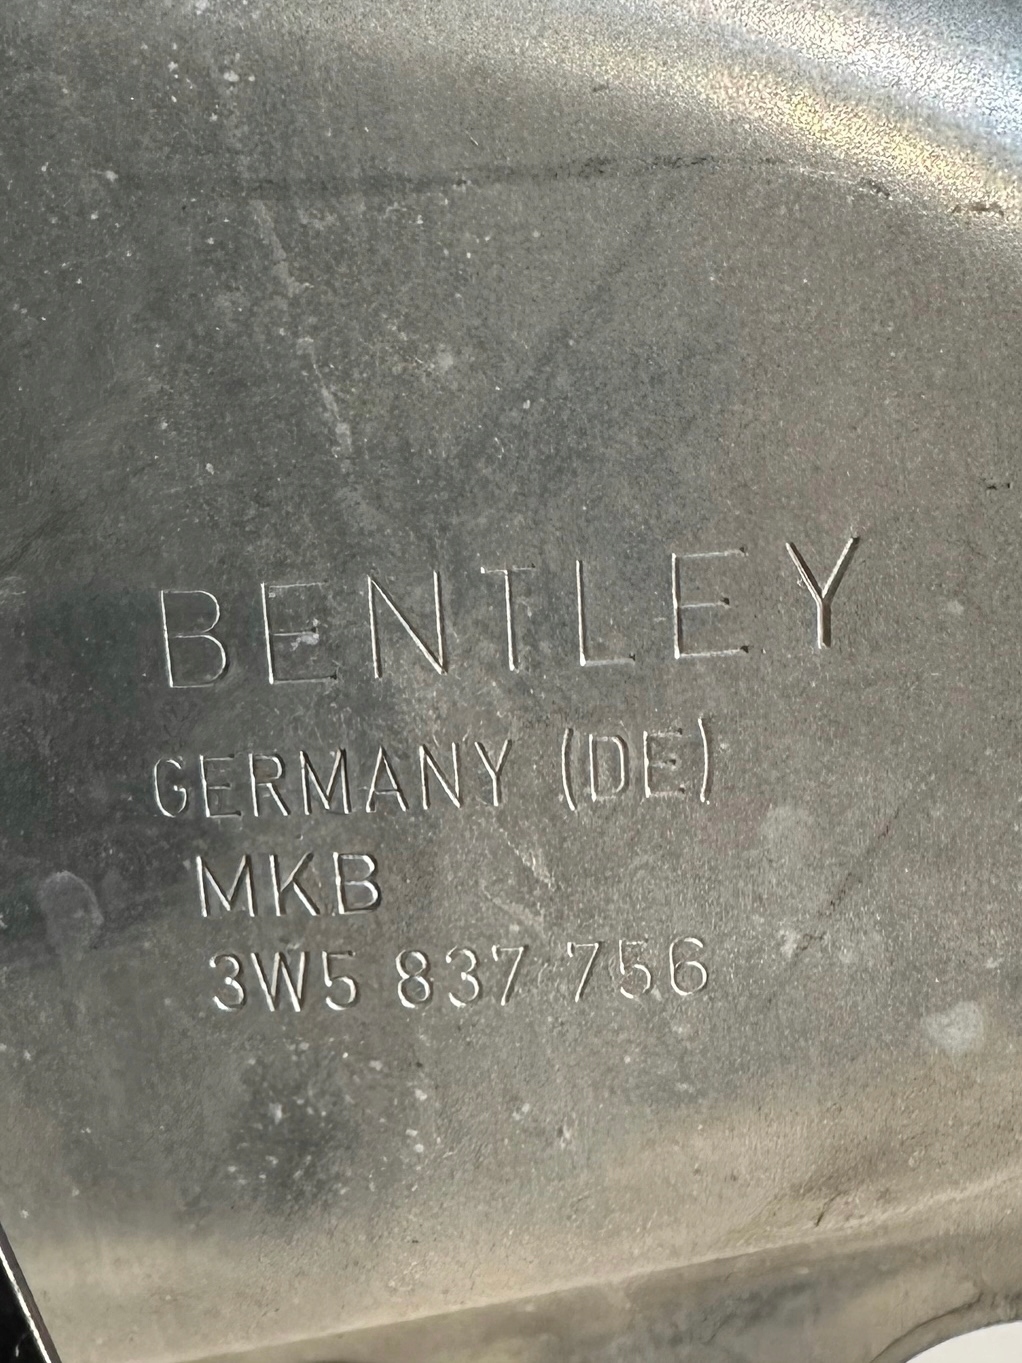 BENTLEY
GERMANY (DE)
MKB
3W5 837 756